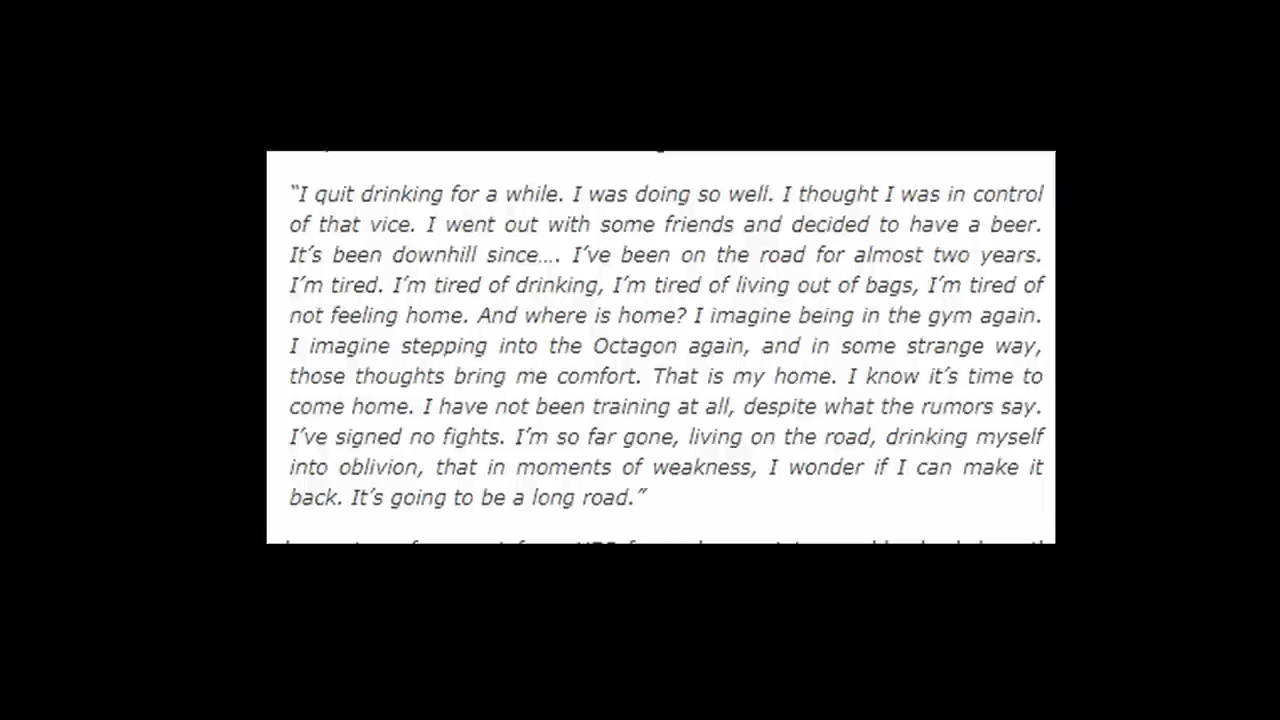 “I quit drinking for a while. I was doing so well. I thought I was in control
of that vice. I went out with some friends and decided to have a beer.
It’s been downhill since…. I’ve been on the road for almost two years.
I’m tired. I’m tired of drinking, I’m tired of living out of bags, I’m tired of
not feeling home. And where is home? I imagine being in the gym again.
I imagine stepping into the Octagon again, and in some strange way,
those thoughts bring me comfort. That is my home. I know it’s time to
come home. I have not been training at all, despite what the rumors say.
I’ve signed no fights. I’m so far gone, living on the road, drinking myself
into oblivion, that in moments of weakness, I wonder if I can make it
back. It’s going to be a long road.”